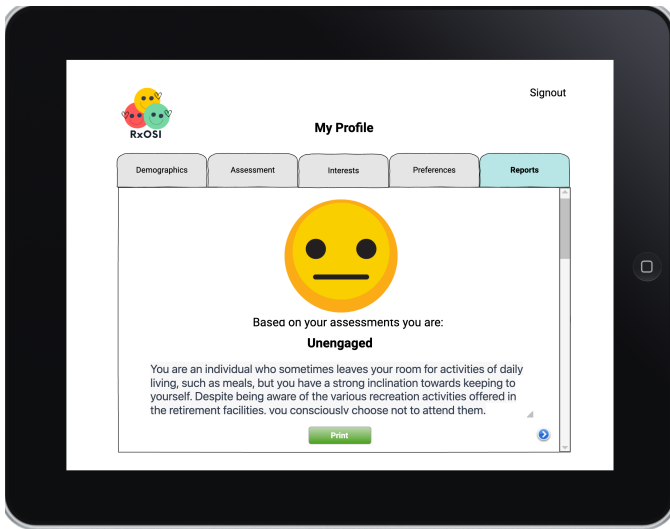 Signout
RxOSI
My Profile
Demographics
Assessment
Interests
Preferences
Reports
Based on your assessments you are:
Unengaged
You are an individual who sometimes leaves your room for activities of daily
living, such as meals, but you have a strong inclination towards keeping to
yourself. Despite being aware of the various recreation activities offered in
the retirement facilities, you consciously choose not to attend them.
Print